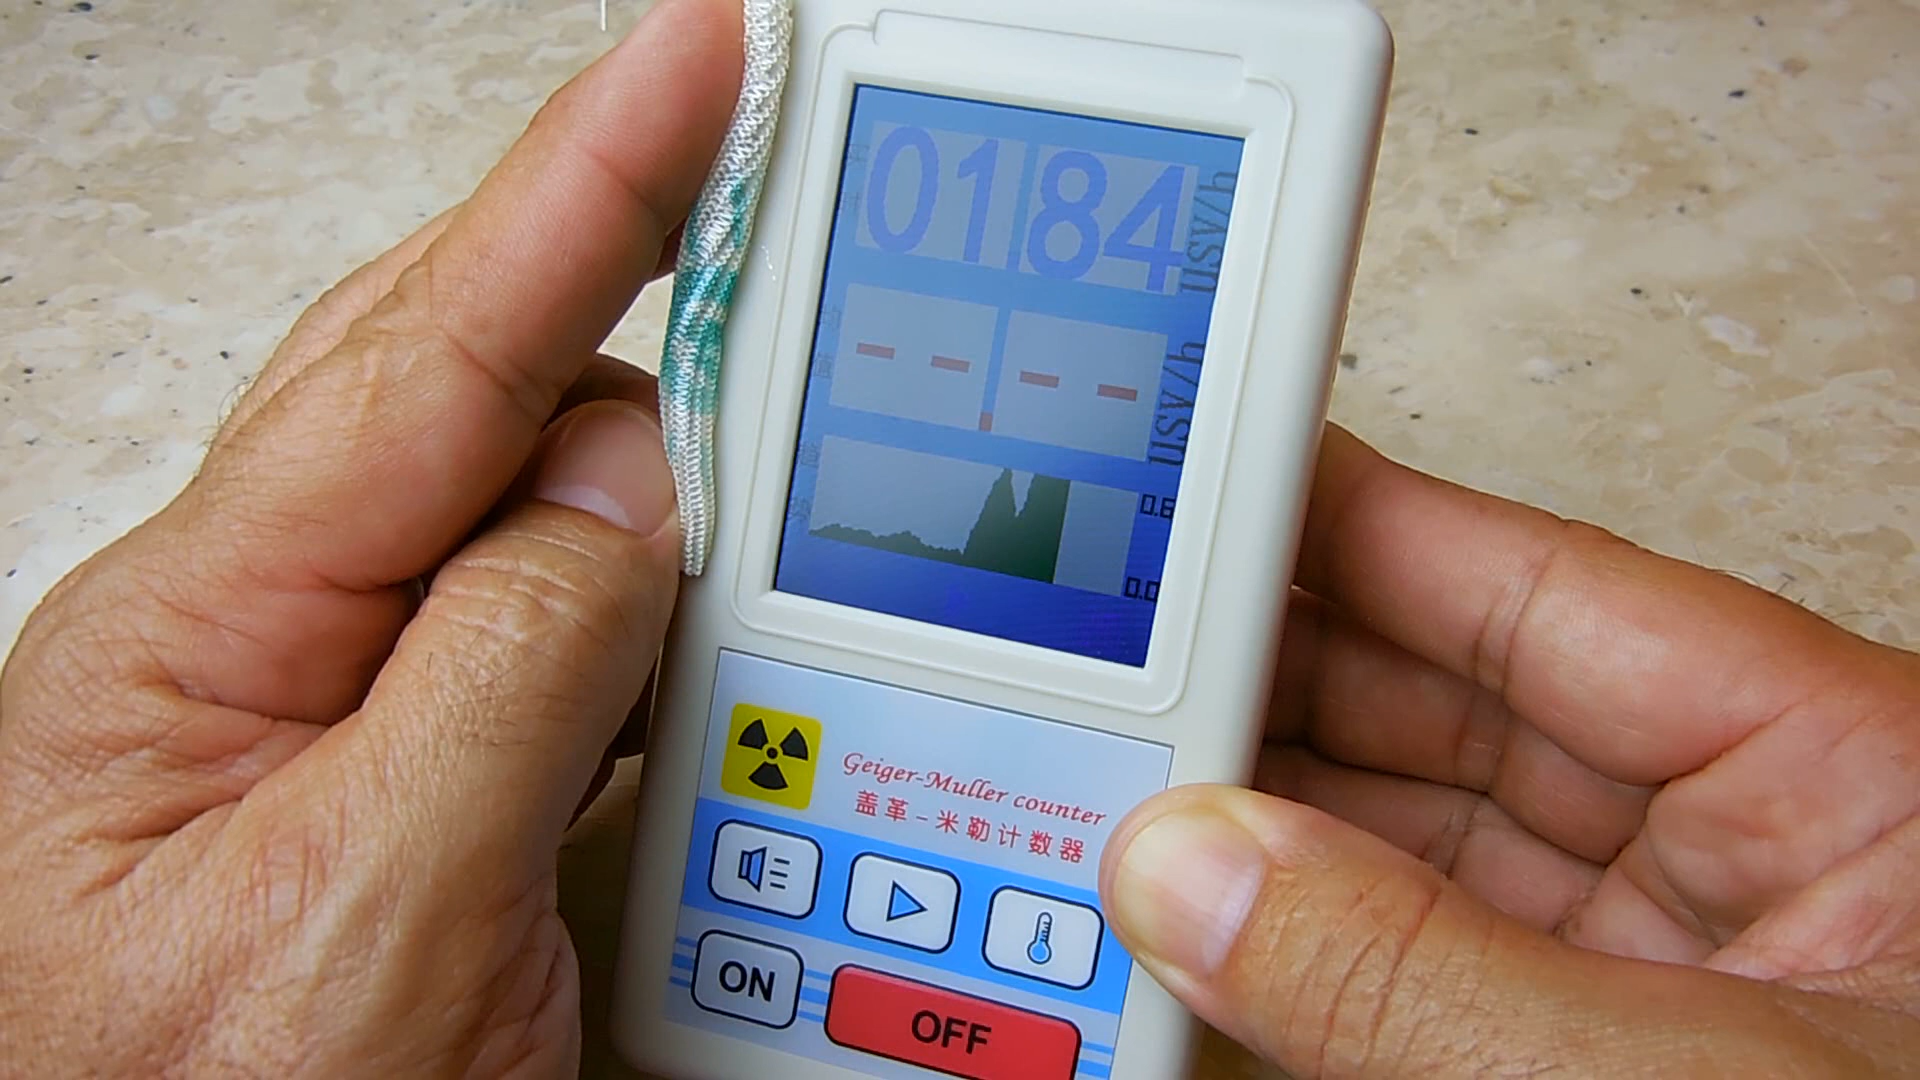 0184 usv/h
-- -- usv/h
0.6
0.0
Geiger-Muller counter
盖革-米勒计数器
ON
OFF